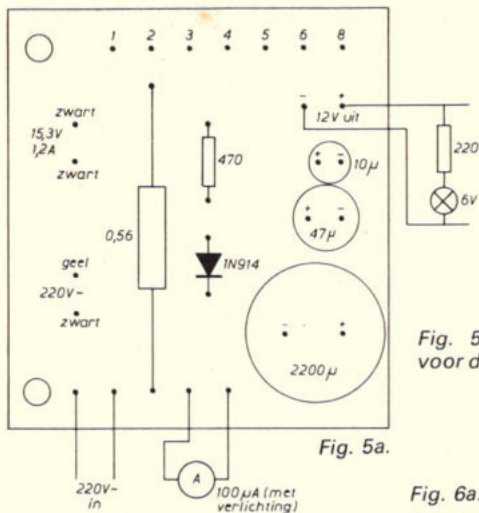 1 2 3 4 5 6 8
- +
12V uit
zwart
15,3V
1,2A
zwart
470
220
+ -
10µ
6V
+ -
47µ
0,56
geel
1N914
220V~
zwart
- +
2200µ
Fig. 5
voor d
Fig. 5a.
A
220V~
in
100µA (met
verlichting)
Fig. 6a.